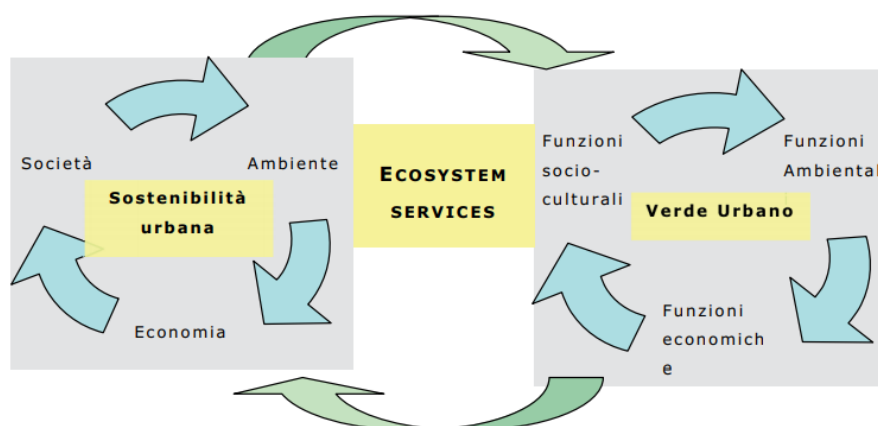 Società
Ambiente
Sostenibilità
urbana
Economia
ECOSYSTEM
SERVICES
Funzioni
socio-
culturali
Funzioni
Ambiental
Verde Urbano
Funzioni
economich
e